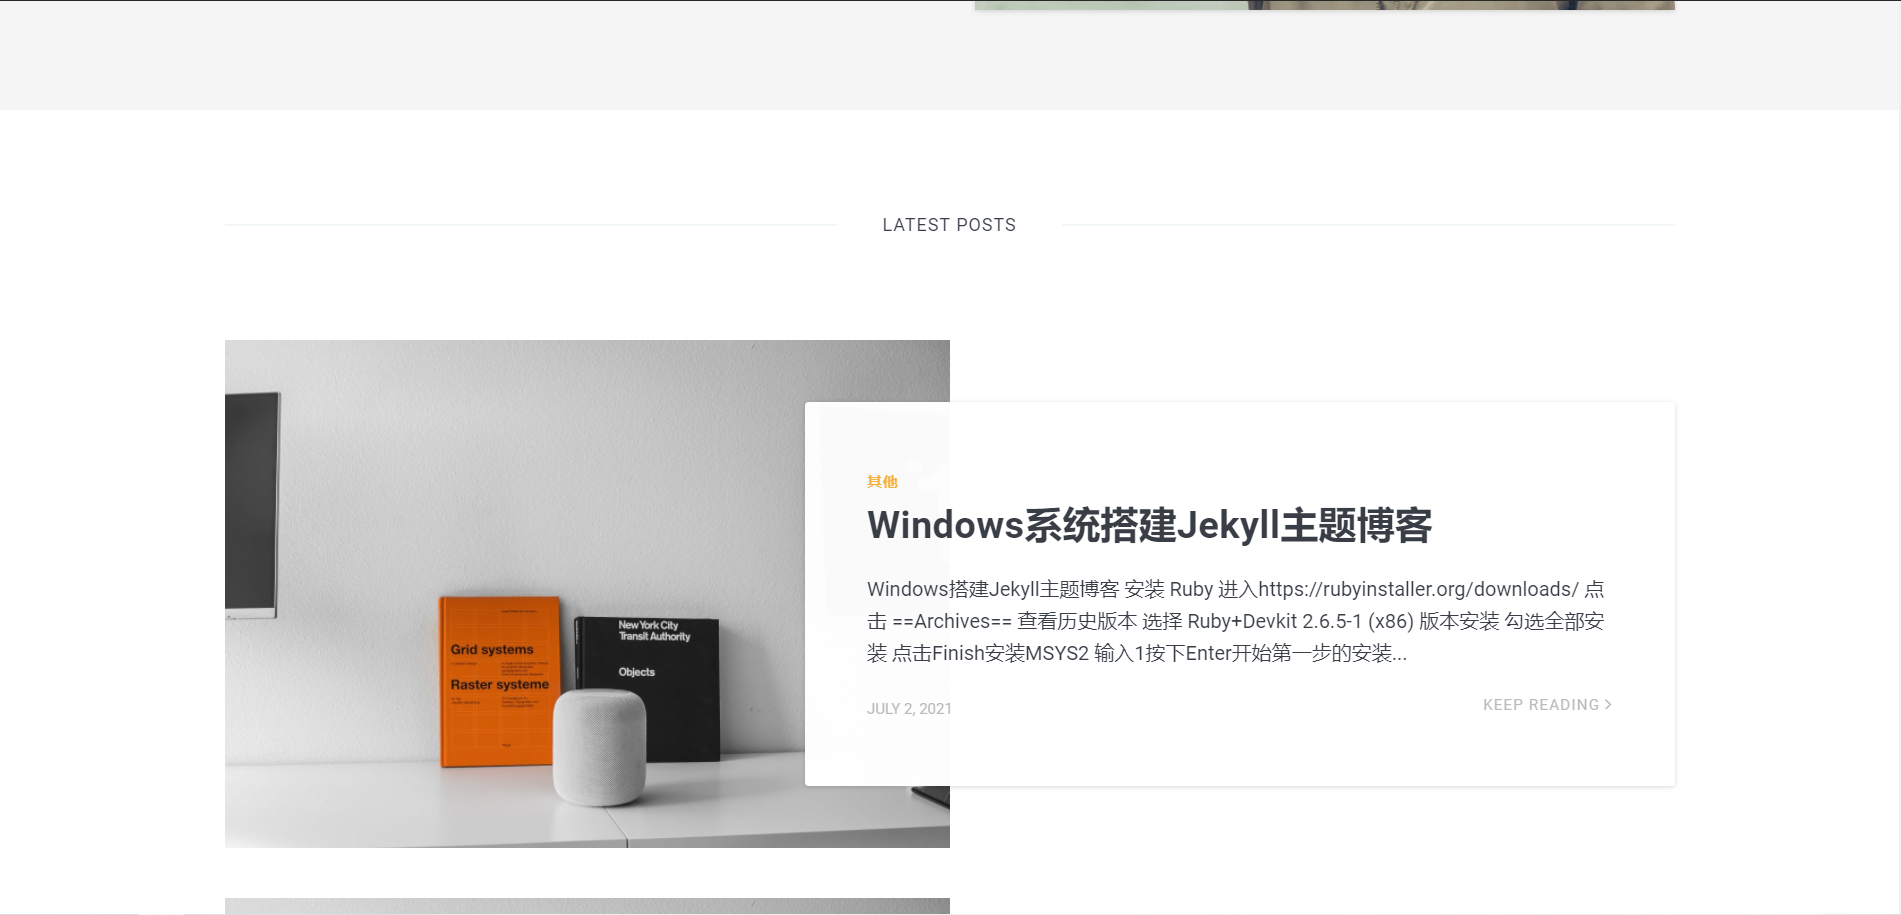 LATEST POSTS
Grid systems
Raster systeme
New York City
Transit Authority
Objects
其他
Windows系统搭建Jekyll主题博客
Windows搭建Jekyll主题博客 安装 Ruby 进入https://rubyinstaller.org/downloads/ 点
击 ==Archives== 查看历史版本 选择 Ruby+Devkit 2.6.5-1 (x86) 版本安装 勾选全部安
装 点击Finish安装MSYS2 输入1按下Enter开始第一步的安装...
JULY 2, 2021
KEEP READING >